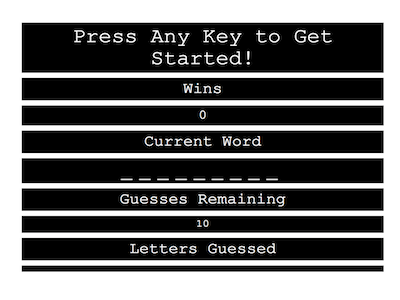 Press Any Key to Get
Started!
Wins
0
Current Word
_ _ _ _ _ _ _ _ _
Guesses Remaining
10
Letters Guessed